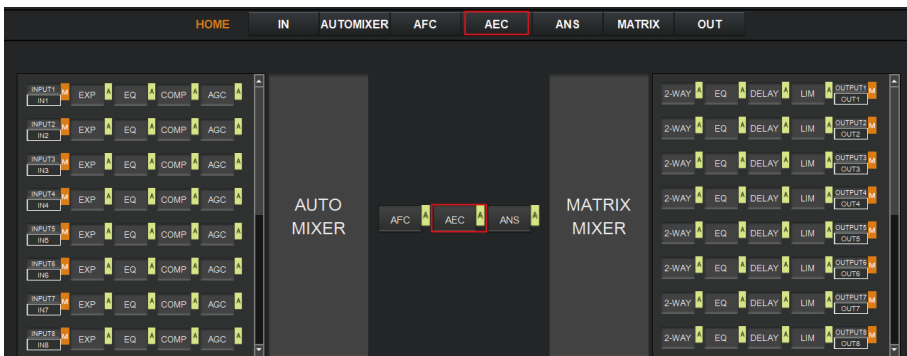 HOME IN AUTOMIXER AFC AEC ANS MATRIX OUT
INPUT1 M EXP A EQ A COMP A AGC A
IN1
INPUT2 M EXP A EQ A COMP A AGC A
IN2
INPUT3 M EXP A EQ A COMP A AGC A
IN3
INPUT4 M EXP A EQ A COMP A AGC A
IN4
INPUT5 M EXP A EQ A COMP A AGC A
IN5
INPUT6 M EXP A EQ A COMP A AGC A
IN6
INPUT7 M EXP A EQ A COMP A AGC A
IN7
INPUT8 M EXP A EQ A COMP A AGC A
IN8
AUTO
MIXER
AFC A AEC A ANS A
MATRIX
MIXER
2-WAY A EQ A DELAY A LIM A OUTPUT1 M
OUT1
2-WAY A EQ A DELAY A LIM A OUTPUT2 M
OUT2
2-WAY A EQ A DELAY A LIM A OUTPUT3 M
OUT3
2-WAY A EQ A DELAY A LIM A OUTPUT4 M
OUT4
2-WAY A EQ A DELAY A LIM A OUTPUT5 M
OUT5
2-WAY A EQ A DELAY A LIM A OUTPUT6 M
OUT6
2-WAY A EQ A DELAY A LIM A OUTPUT7 M
OUT7
2-WAY A EQ A DELAY A LIM A OUTPUT8 M
OUT8